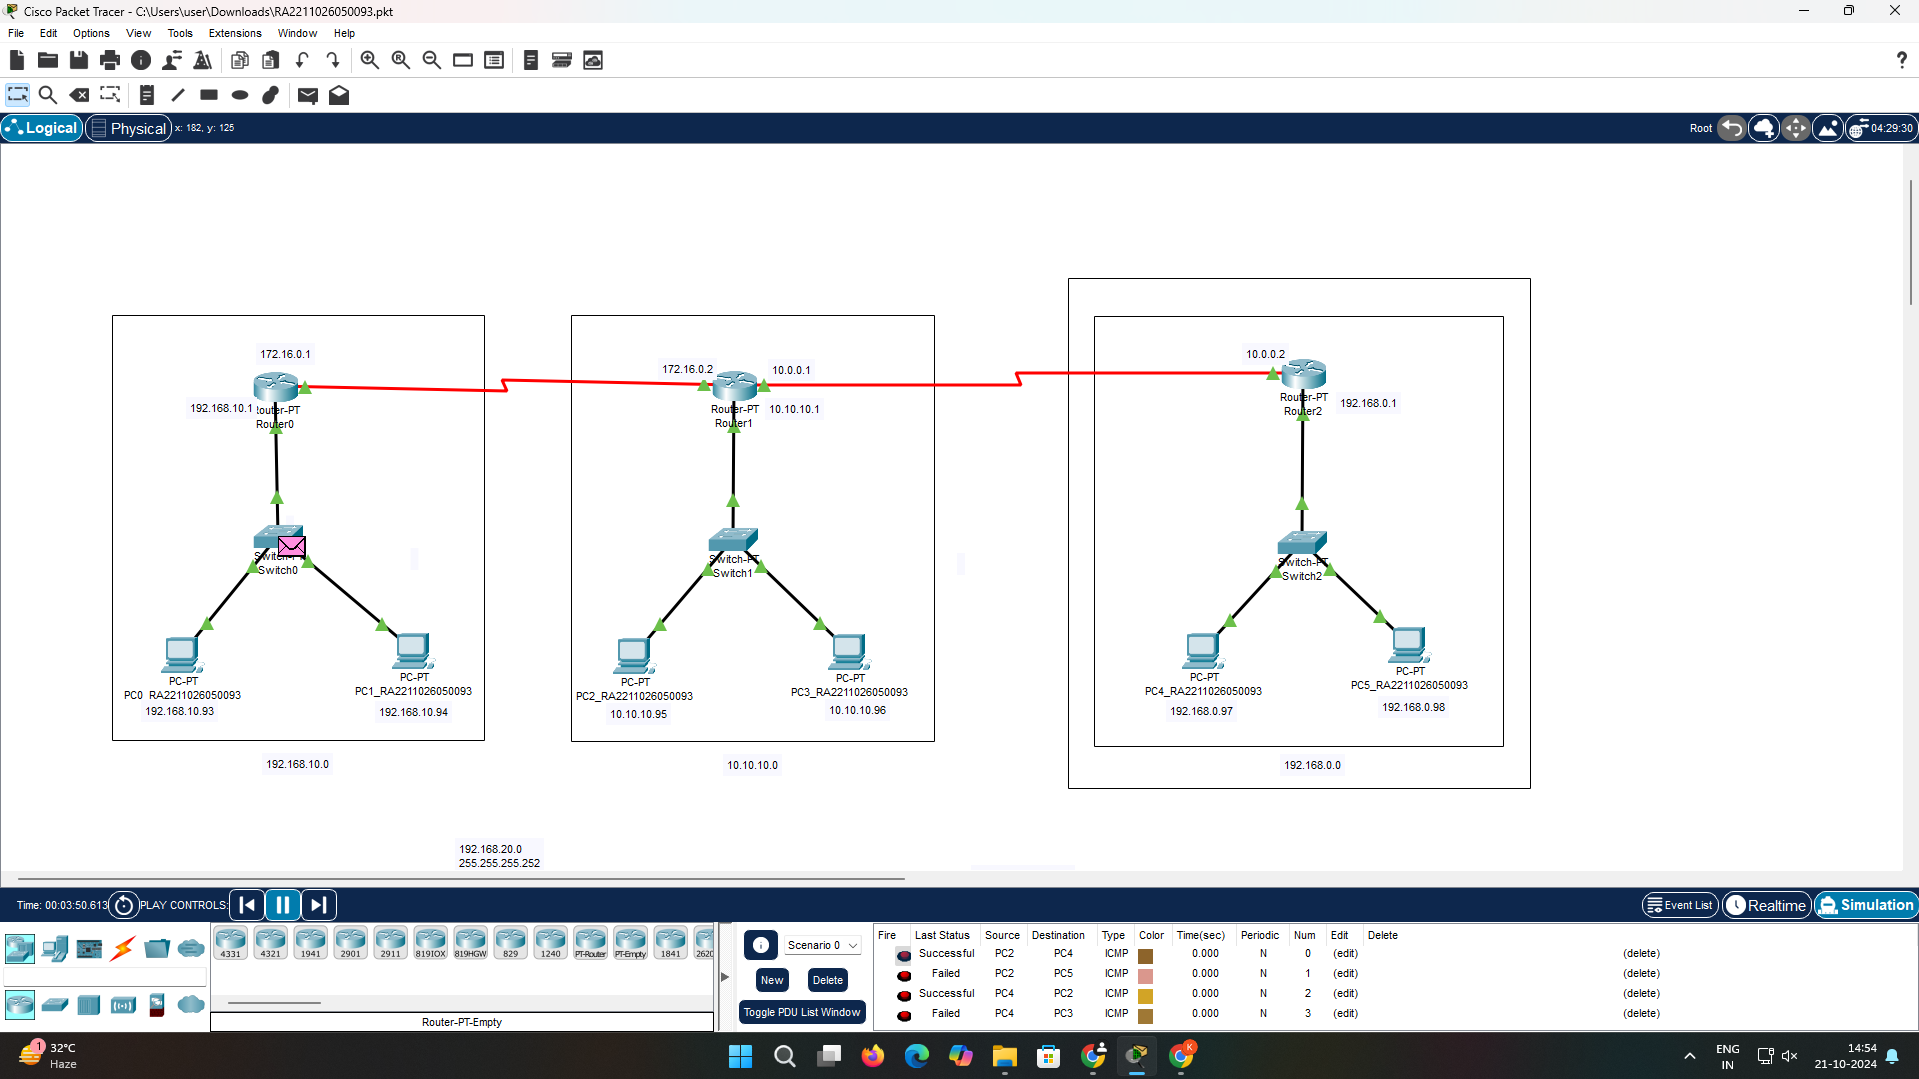 Cisco Packet Tracer - C:\Users\user\Downloads\RA2211026050093.pkt
File Edit Options View Tools Extensions Window Help
Logical Physical x: 182, y: 125 Root 04:29:30
172.16.0.1
192.168.10.1
Router-PT
Router0
172.16.0.2
10.0.0.1
Router-PT
10.10.10.1
Router1
10.0.0.2
Router-PT
192.168.0.1
Router2
Switch-PT
Switch0
Switch-PT
Switch1
Switch-PT
Switch2
PC-PT
PC0_RA2211026050093
192.168.10.93
PC-PT
PC1_RA2211026050093
192.168.10.94
PC-PT
PC2_RA2211026050093
10.10.10.95
PC-PT
PC3_RA2211026050093
10.10.10.96
PC-PT
PC4_RA2211026050093
192.168.0.97
PC-PT
PC5_RA2211026050093
192.168.0.98
192.168.10.0
10.10.10.0
192.168.0.0
192.168.20.0
255.255.255.252
Time: 00:03:50.613 PLAY CONTROLS: Event List Realtime Simulation
4331 4321 1941 2901 2911 819IOX 819HGW 829 1240 PT-Router PT-Empty 1841 2620
Router-PT-Empty
Scenario 0
New Delete
Toggle PDU List Window
Fire Last Status Source Destination Type Color Time(sec) Periodic Num Edit Delete
Successful PC2 PC4 ICMP 0.000 N 0 (edit) (delete)
Failed PC2 PC5 ICMP 0.000 N 1 (edit) (delete)
Successful PC4 PC2 ICMP 0.000 N 2 (edit) (delete)
Failed PC4 PC3 ICMP 0.000 N 3 (edit) (delete)
1
32°C
Haze
K
ENG
IN
14:54
21-10-2024